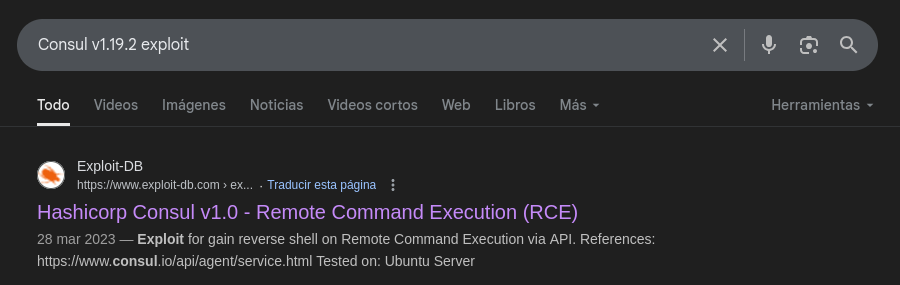 Consul v1.19.2 exploit
Todo Videos Imágenes Noticias Videos cortos Web Libros Más Herramientas
Exploit-DB
https://www.exploit-db.com › ex... · Traducir esta página
Hashicorp Consul v1.0 - Remote Command Execution (RCE)
28 mar 2023 — Exploit for gain reverse shell on Remote Command Execution via API. References:
https://www.consul.io/api/agent/service.html Tested on: Ubuntu Server